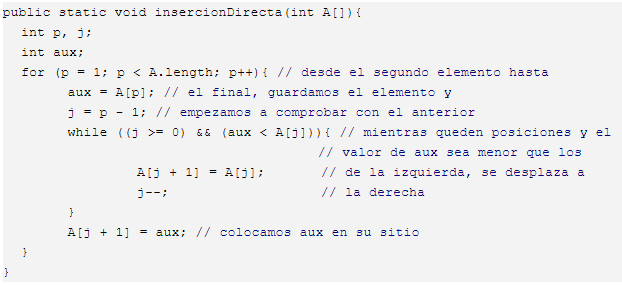 public static void insercionDirecta(int A[]){
int p, j;
int aux;
for (p = 1; p < A.length; p++){ // desde el segundo elemento hasta
aux = A[p]; // el final, guardamos el elemento y
j = p - 1; // empezamos a comprobar con el anterior
while ((j >= 0) && (aux < A[j])){ // mientras queden posiciones y el
// valor de aux sea menor que los
A[j + 1] = A[j]; // de la izquierda, se desplaza a
j--; // la derecha
}
A[j + 1] = aux; // colocamos aux en su sitio
}
}